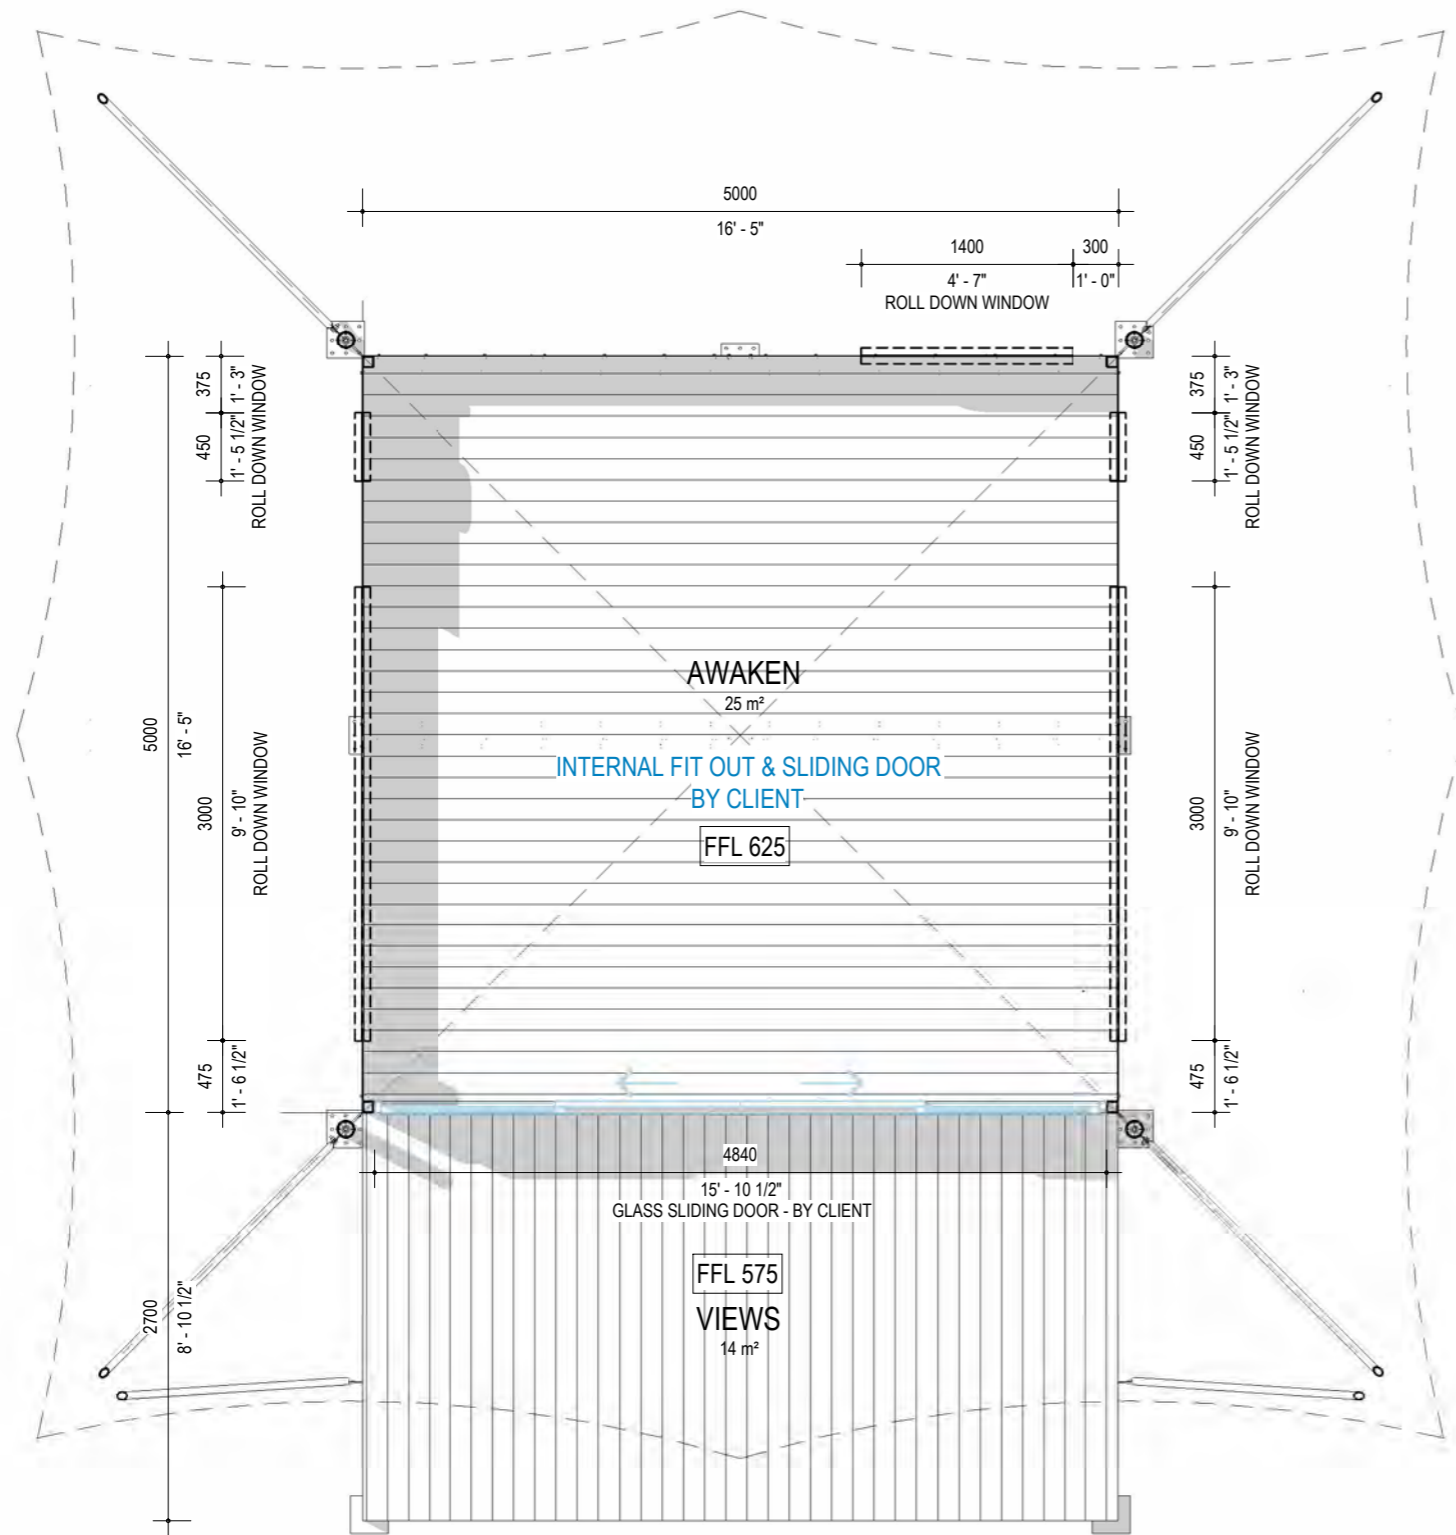 5000
16' - 5"
1400
300
4' - 7"
1' - 0"
ROLL DOWN WINDOW
375
1' - 3"
450
1' - 5 1/2"
ROLL DOWN WINDOW
375
1' - 3"
450
1' - 5 1/2"
ROLL DOWN WINDOW
AWAKEN
25 m²
INTERNAL FIT OUT & SLIDING DOOR
BY CLIENT
FFL 625
5000
16' - 5"
3000
9' - 10"
ROLL DOWN WINDOW
3000
9' - 10"
ROLL DOWN WINDOW
475
1' - 6 1/2"
475
1' - 6 1/2"
4840
15' - 10 1/2"
GLASS SLIDING DOOR - BY CLIENT
FFL 575
VIEWS
14 m²
2700
8' - 10 1/2"